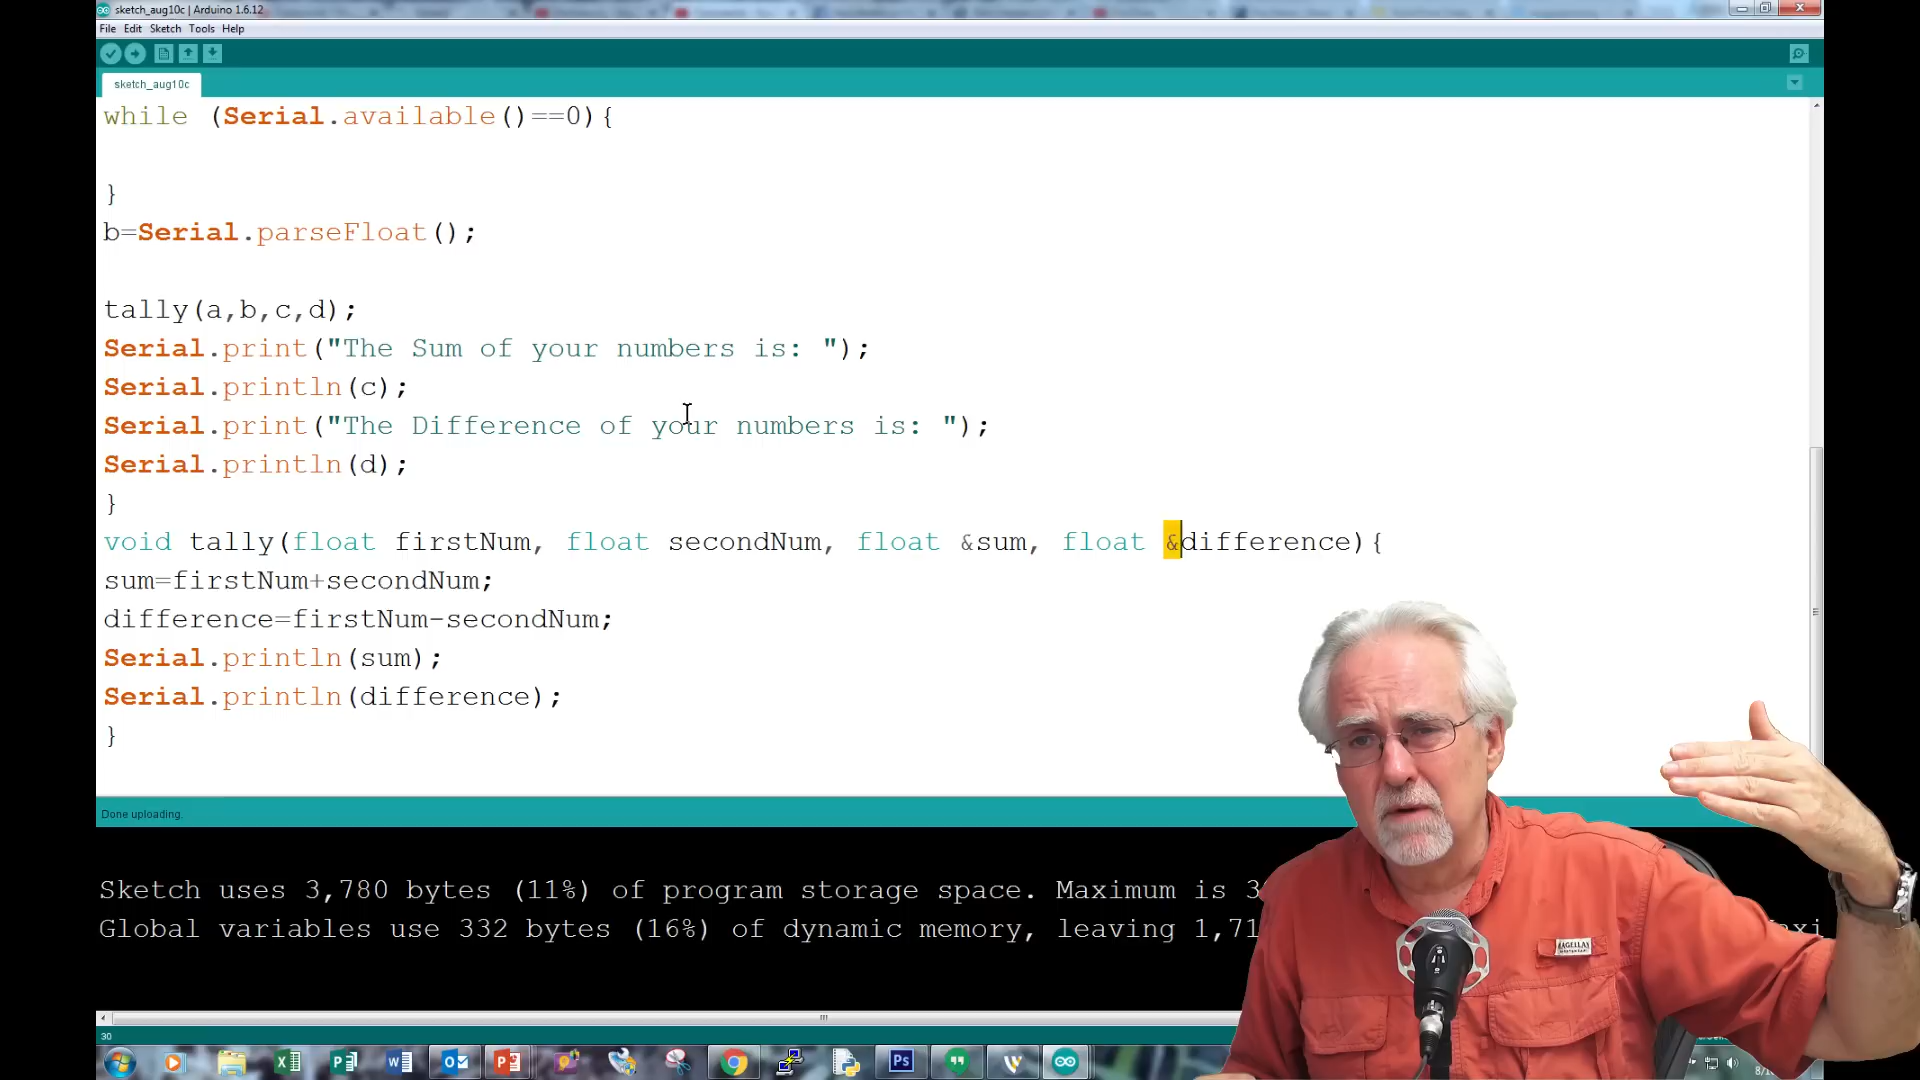 sketch_aug10c | Arduino 1.6.12
File Edit Sketch Tools Help
sketch_aug10c
while (Serial.available()==0){
}
b=Serial.parseFloat();
tally(a,b,c,d);
Serial.print("The Sum of your numbers is: ");
Serial.println(c);
Serial.print("The Difference of your numbers is: ");
Serial.println(d);
}
void tally(float firstNum, float secondNum, float &sum, float &difference){
sum=firstNum+secondNum;
difference=firstNum-secondNum;
Serial.println(sum);
Serial.println(difference);
}
Done uploading.
Sketch uses 3,780 bytes (11%) of program storage space. Maximum is 3
Global variables use 332 bytes (16%) of dynamic memory, leaving 1,71
30
MAGELLAN
Ps